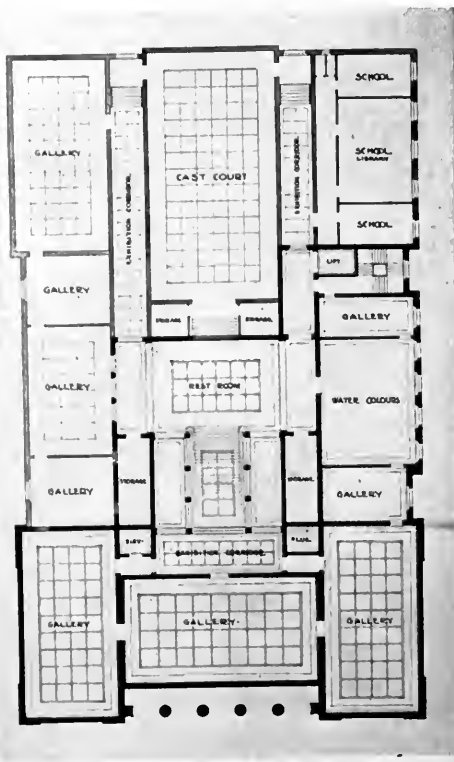 SCHOOL
GALLERY
CAST COURT
EXHIBITION CORRIDOR
EXHIBITION CORRIDOR
SCHOOL
LIBRARY
SCHOOL
LIFT
GALLERY
STORAGE
STORAGE
GALLERY
GALLERY
REST ROOM
WATER COLOURS
STORAGE
STORAGE
GALLERY
GALLERY
FLUE
EXHIBITION CORRIDOR
GALLERY
GALLERY
GALLERY